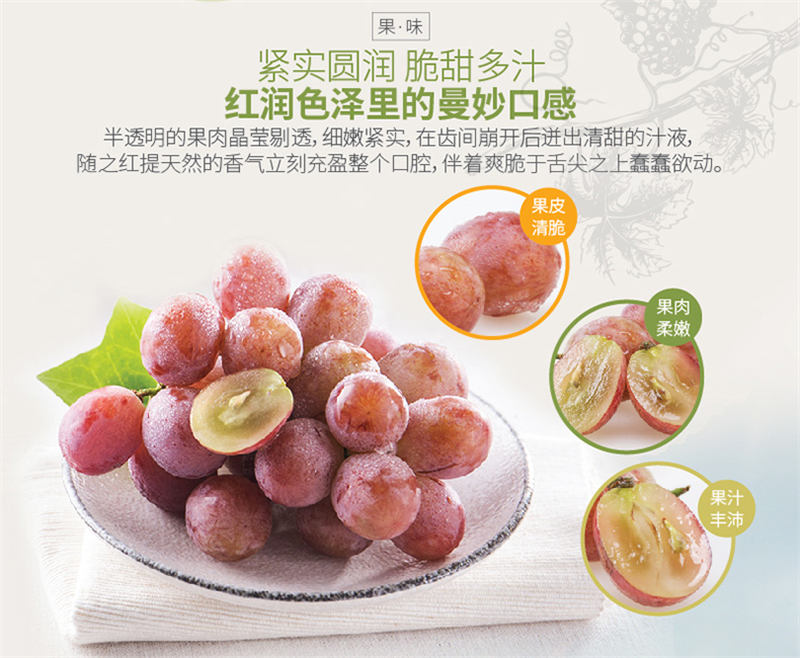 果·味
紧实圆润 脆甜多汁
红润色泽里的曼妙口感
半透明的果肉晶莹剔透，细嫩紧实，在齿间崩开后迸出清甜的汁液，
随之红提天然的香气立刻充盈整个口腔，伴着爽脆于舌尖之上蠢蠢欲动。
果皮
清脆
果肉
柔嫩
果汁
丰沛